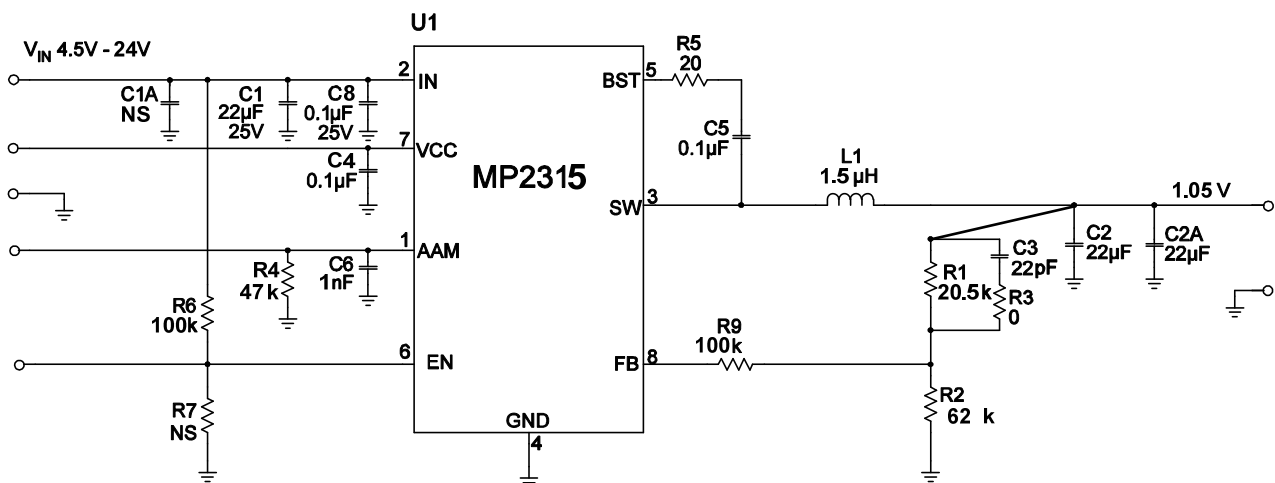 U1
V_IN 4.5V - 24V
2
IN
BST
5
R5
20
C1A
NS
C1
22µF
25V
C8
0.1µF
25V
7
VCC
C4
0.1µF
MP2315
C5
0.1µF
L1
1.5 µH
SW
3
1.05 V
1
AAM
R4
47 k
C6
1nF
C3
22pF
R1
20.5k
R3
0
C2
22µF
C2A
22µF
R6
100k
R9
100k
6
EN
FB
8
R7
NS
R2
62 k
GND
4